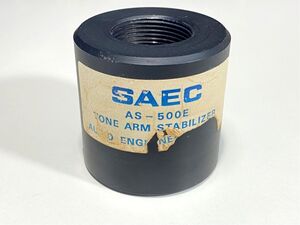 SAEC
AS-500E
TONE ARM STABILIZER